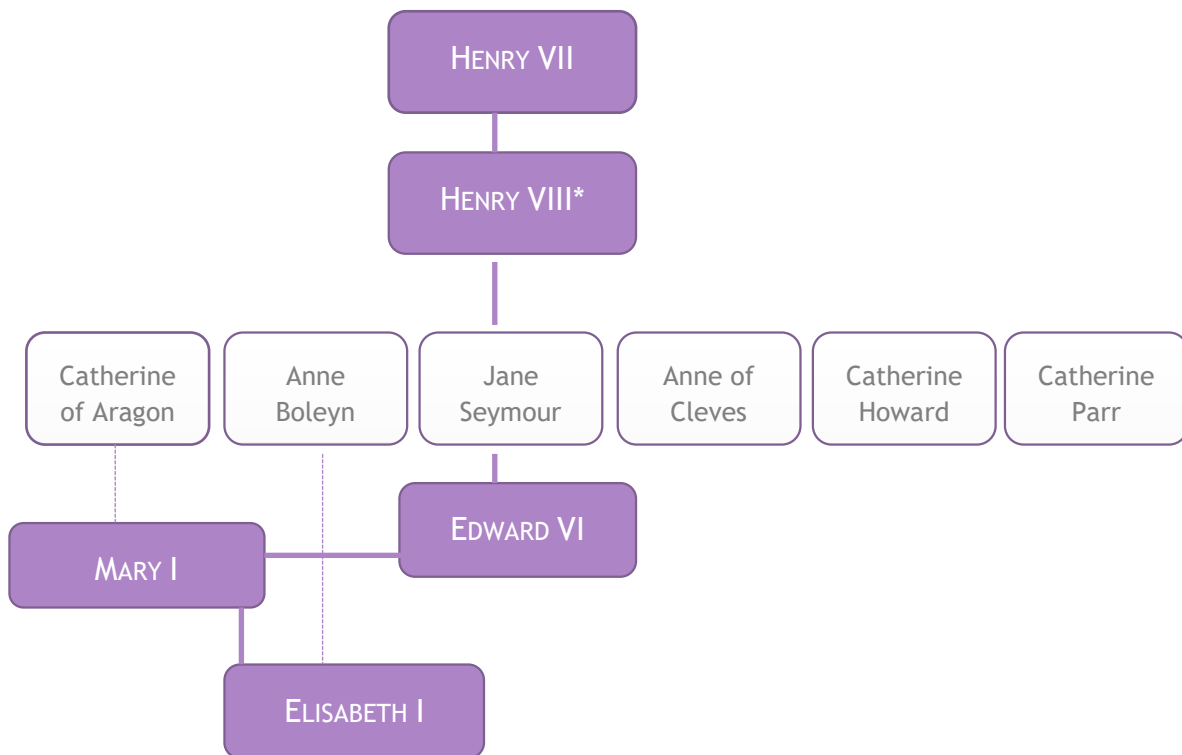 HENRY VII
HENRY VIII*
Catherine
of Aragon
Anne
Boleyn
Jane
Seymour
Anne of
Cleves
Catherine
Howard
Catherine
Parr
EDWARD VI
MARY I
ELISABETH I